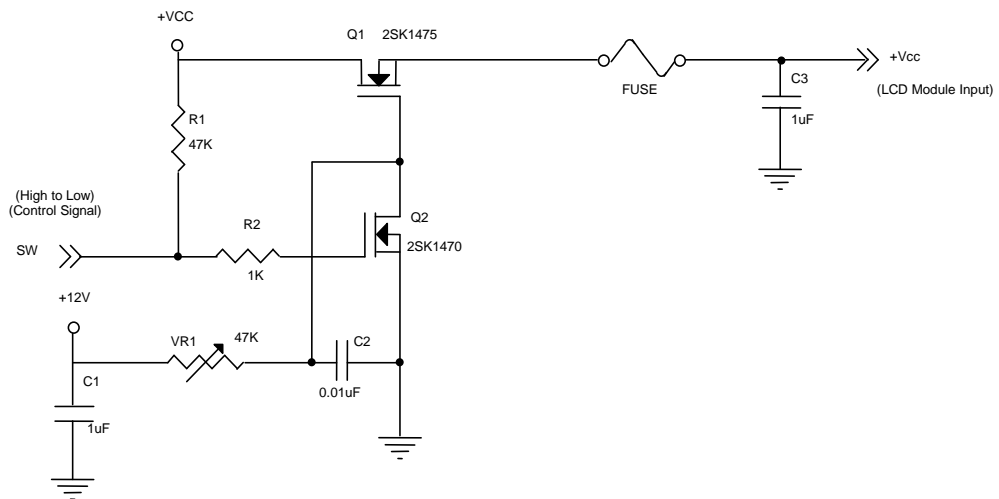 +VCC
Q1 2SK1475
+Vcc
FUSE
C3
(LCD Module Input)
R1
47K
1uF
(High to Low)
(Control Signal)
R2
Q2
SW
2SK1470
1K
+12V
VR1
47K
C2
C1
0.01uF
1uF